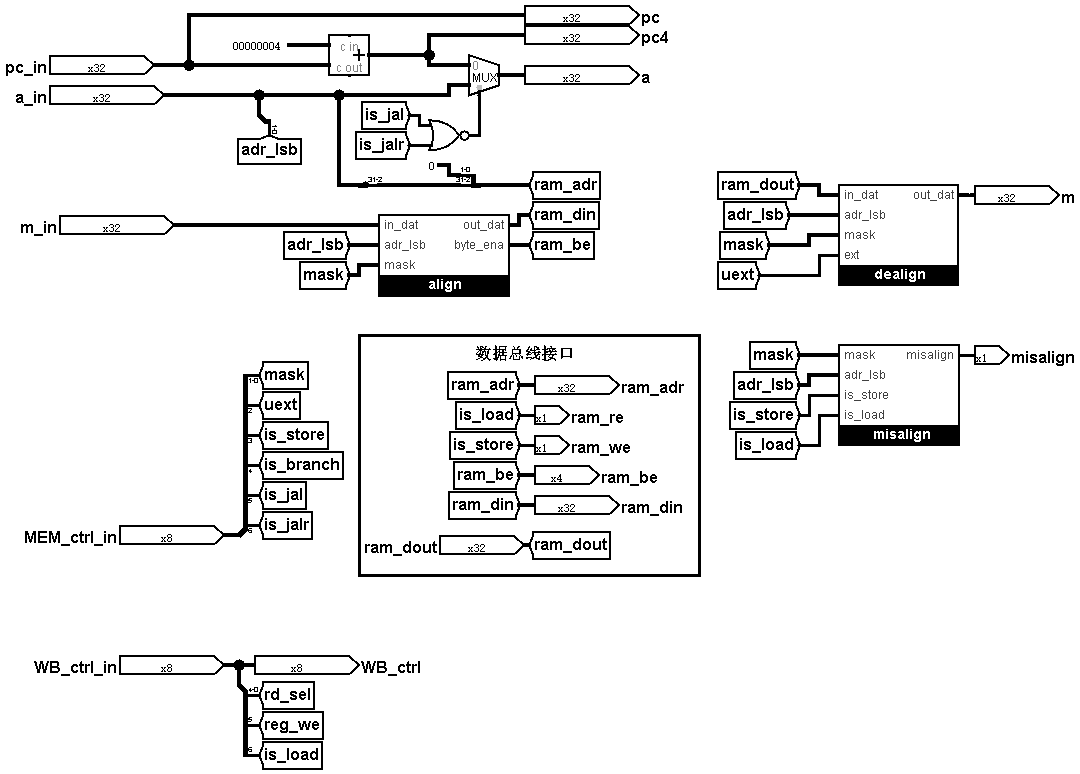 x32 pc
x32 pc4
00000004
c in
+
c out
pc_in x32
0
MUX
x32 a
a_in x32
is_jal
is_jalr
1-0
adr_lsb
0
1-0
31-2
31-2
ram_adr
m_in x32
in_dat out_dat
ram_din
adr_lsb
adr_lsb byte_ena
ram_be
mask
mask
align
ram_dout
in_dat out_dat
x32 m
adr_lsb
adr_lsb
mask
mask
uext
ext
dealign
数据总线接口
ram_adr x32 ram_adr
is_load x1 ram_re
is_store x1 ram_we
ram_be x4 ram_be
ram_din x32 ram_din
ram_dout x32 ram_dout
mask
mask misalign
x1 misalign
adr_lsb
adr_lsb
is_store
is_store
is_load
is_load
misalign
1-0 mask
2 uext
3 is_store
4 is_branch
5 is_jal
6 is_jalr
MEM_ctrl_in x8
WB_ctrl_in x8
x8 WB_ctrl
4-0 rd_sel
5 reg_we
6 is_load